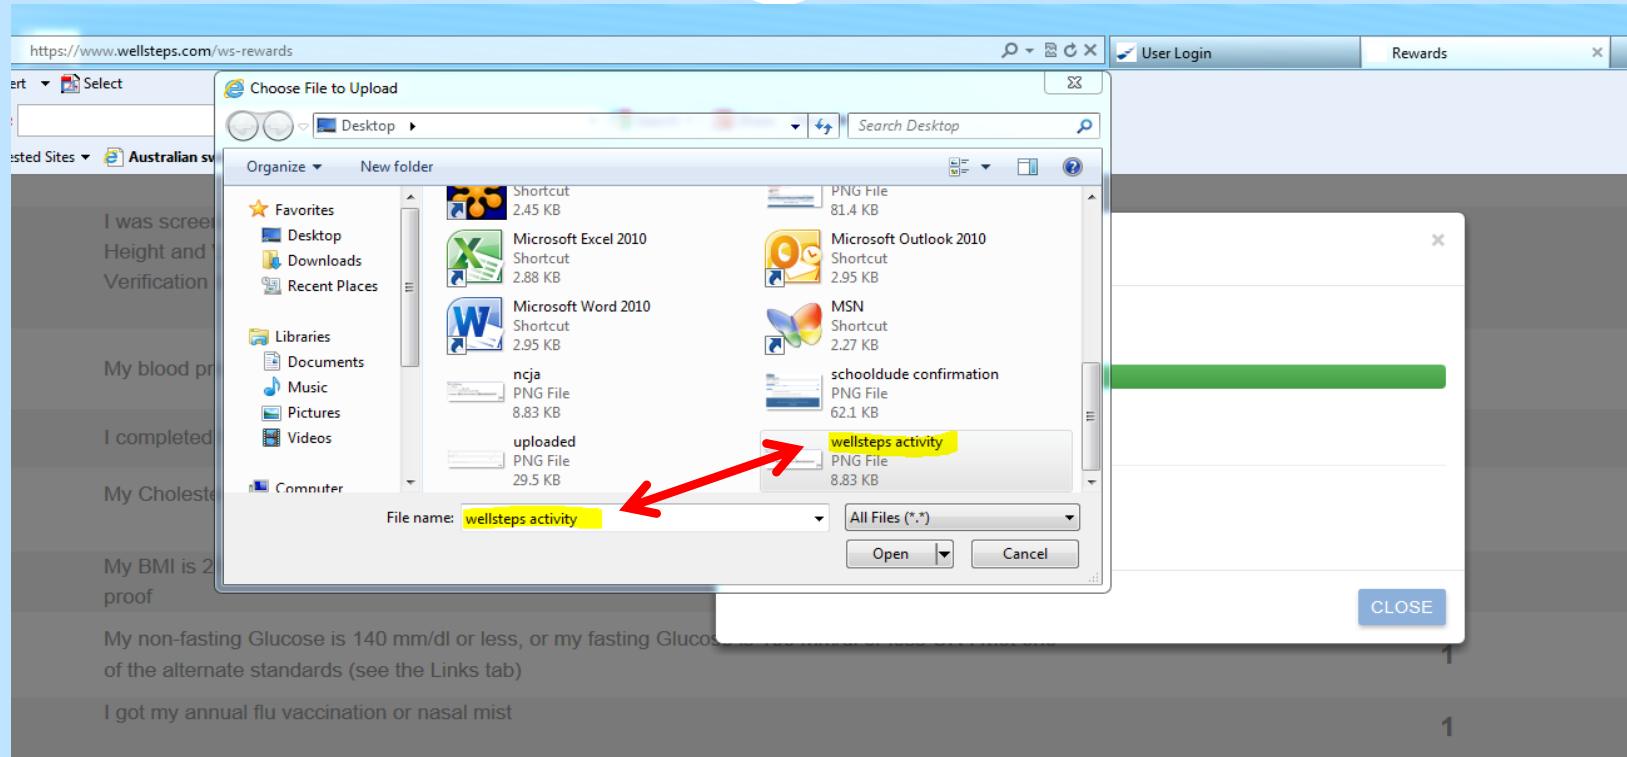 https://www.wellsteps.com/ws-rewards
User Login
Rewards
ert
Select
Choose File to Upload
Desktop
Search Desktop
ested Sites
Australian sw
Organize
New folder
Favorites
Desktop
Downloads
Recent Places
Libraries
Documents
Music
Pictures
Videos
Computer
Shortcut
2.45 KB
PNG File
81.4 KB
Microsoft Excel 2010
Shortcut
2.88 KB
Microsoft Outlook 2010
Shortcut
2.95 KB
Microsoft Word 2010
Shortcut
2.95 KB
MSN
Shortcut
2.27 KB
ncja
PNG File
8.83 KB
schooldude confirmation
PNG File
62.1 KB
uploaded
PNG File
29.5 KB
wellsteps activity
PNG File
8.83 KB
File name: wellsteps activity
All Files (*.*)
Open
Cancel
CLOSE
I was screen
Height and
Verification
My blood pr
I completed
My Choleste
My BMI is 2
proof
My non-fasting Glucose is 140 mm/dl or less, or my fasting Glucos
of the alternate standards (see the Links tab)
1
I got my annual flu vaccination or nasal mist
1